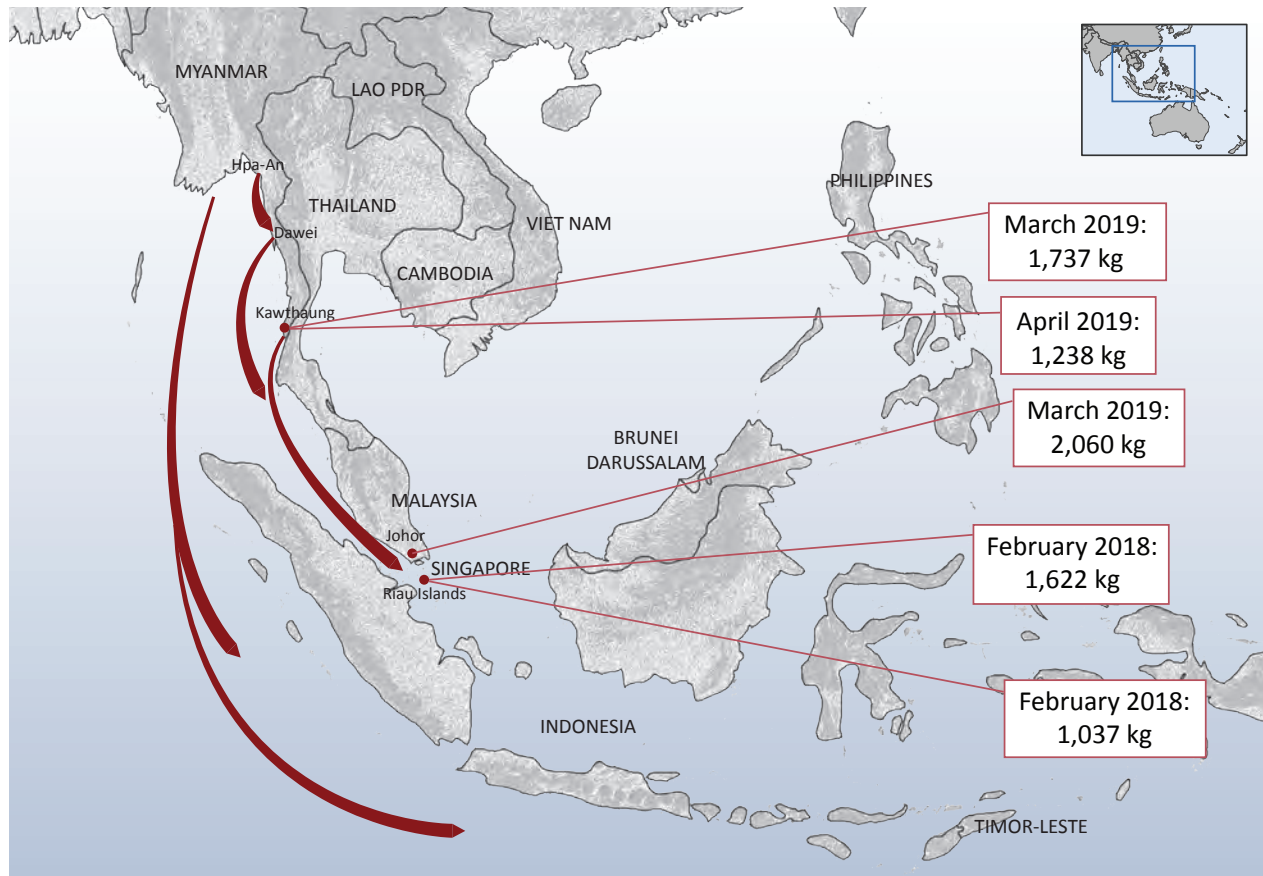 MYANMAR
LAO PDR
Hpa-An
PHILIPPINES
THAILAND
VIET NAM
Dawei
March 2019:
1,737 kg
CAMBODIA
Kawthaung
April 2019:
1,238 kg
March 2019:
2,060 kg
BRUNEI
DARUSSALAM
MALAYSIA
Johor
SINGAPORE
Riau Islands
February 2018:
1,622 kg
February 2018:
1,037 kg
INDONESIA
TIMOR-LESTE